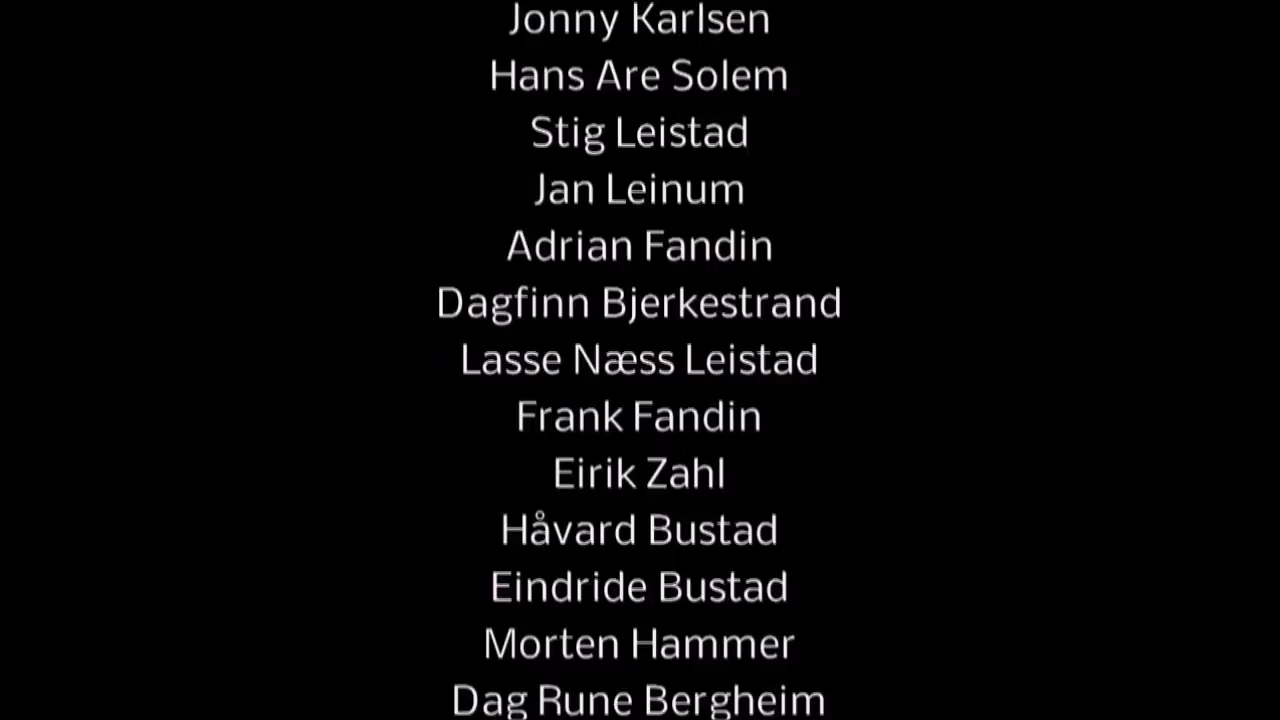 Jonny Karlsen
Hans Are Solem
Stig Leistad
Jan Leinum
Adrian Fandin
Dagfinn Bjerkestrand
Lasse Næss Leistad
Frank Fandin
Eirik Zahl
Håvard Bustad
Eindride Bustad
Morten Hammer
Dag Rune Bergheim